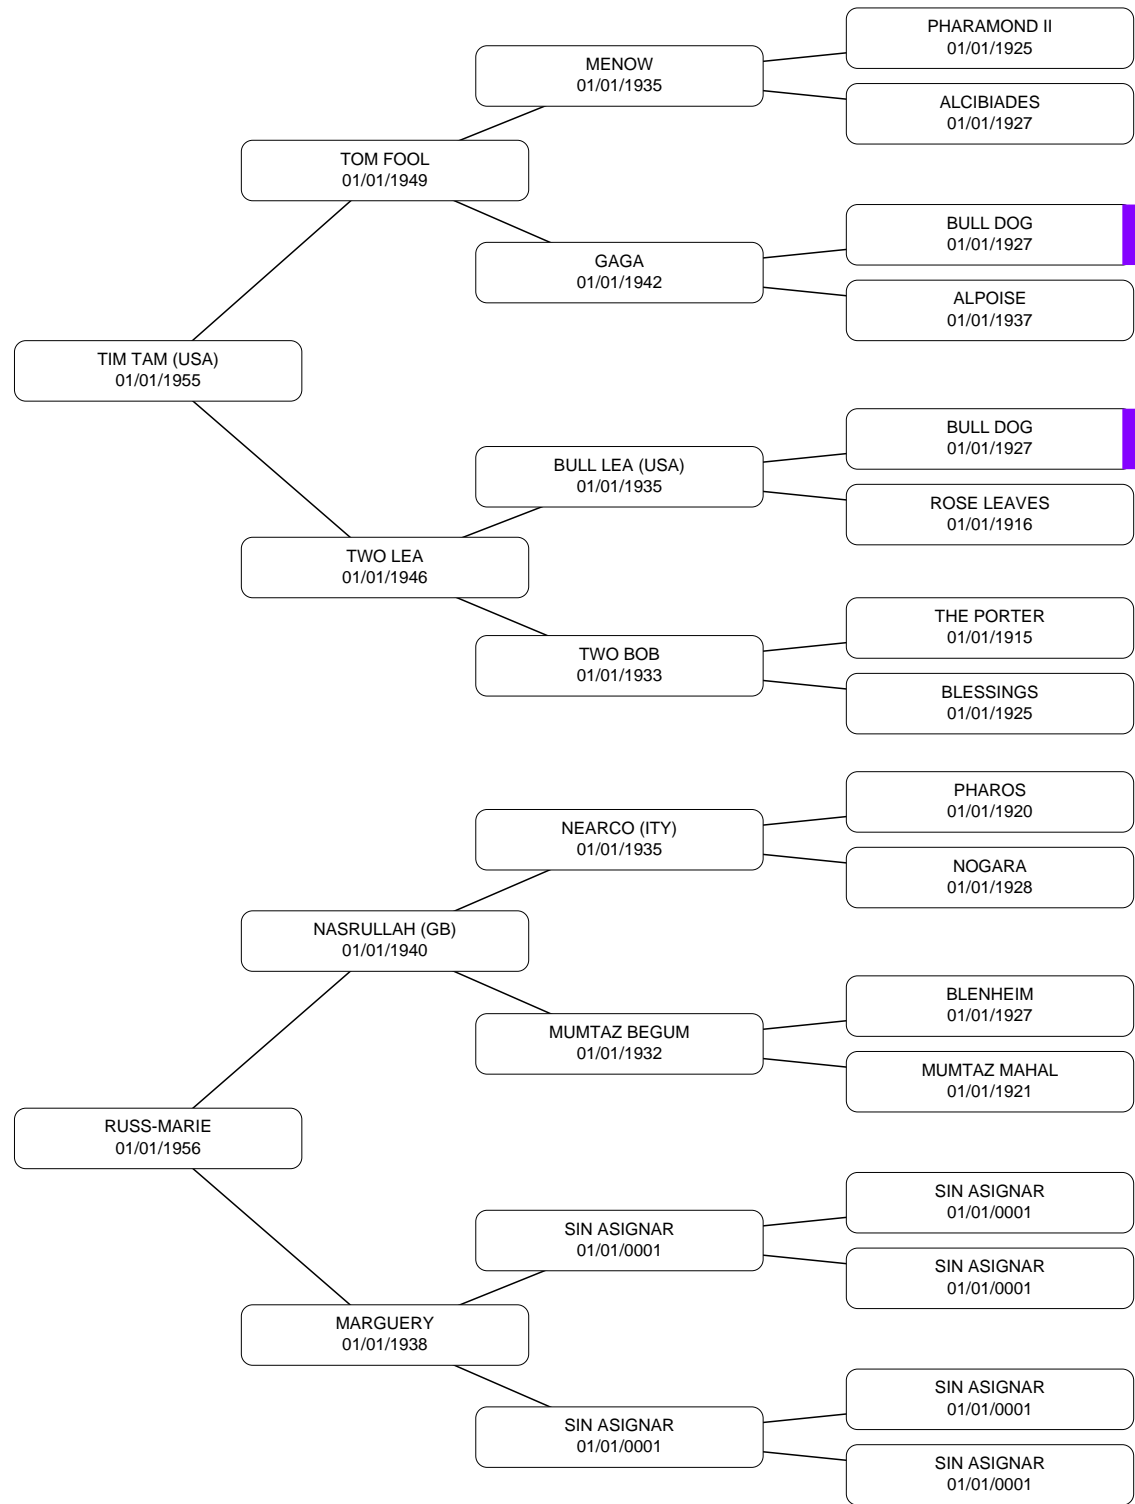 PHARAMOND II
01/01/1925
MENOW
01/01/1935
ALCIBIADES
01/01/1927
TOM FOOL
01/01/1949
BULL DOG
01/01/1927
GAGA
01/01/1942
ALPOISE
01/01/1937
TIM TAM (USA)
01/01/1955
BULL DOG
01/01/1927
BULL LEA (USA)
01/01/1935
ROSE LEAVES
01/01/1916
TWO LEA
01/01/1946
THE PORTER
01/01/1915
TWO BOB
01/01/1933
BLESSINGS
01/01/1925
PHAROS
01/01/1920
NEARCO (ITY)
01/01/1935
NOGARA
01/01/1928
NASRULLAH (GB)
01/01/1940
BLENHEIM
01/01/1927
MUMTAZ BEGUM
01/01/1932
MUMTAZ MAHAL
01/01/1921
RUSS-MARIE
01/01/1956
SIN ASIGNAR
01/01/0001
SIN ASIGNAR
01/01/0001
SIN ASIGNAR
01/01/0001
MARGUERY
01/01/1938
SIN ASIGNAR
01/01/0001
SIN ASIGNAR
01/01/0001
SIN ASIGNAR
01/01/0001